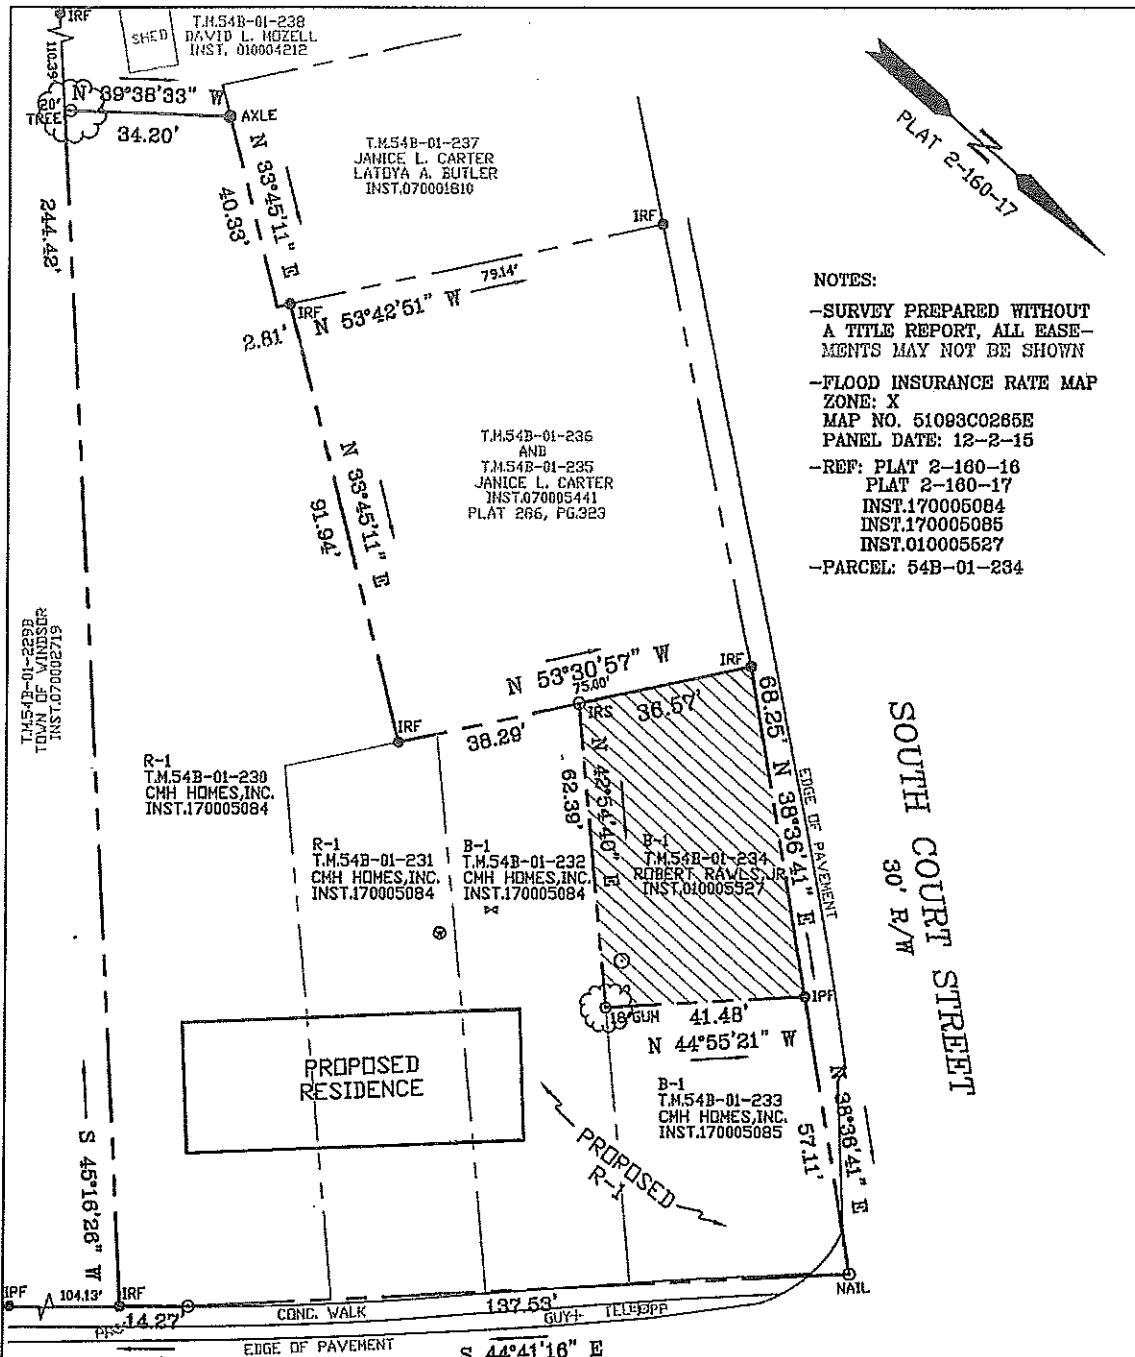 IRF
110.39'
SHED
T.M.54B-01-238
DAVID L. MOZELL
INST. 010004212
N 39°38'33" W
20"
TREE
34.20'
AXLE
N 33°45'11" E
40.33'
T.M.54B-01-237
JANICE L. CARTER
LATOYA A. BUTLER
INST.070001810
PLAT 2-160-17
N
IRF
79.14'
N 53°42'51" W
IRF
2.81'
244.42'
NOTES:
-SURVEY PREPARED WITHOUT
A TITLE REPORT, ALL EASE-
MENTS MAY NOT BE SHOWN
-FLOOD INSURANCE RATE MAP
ZONE: X
MAP NO. 51093C0265E
PANEL DATE: 12-2-15
-REF: PLAT 2-160-16
PLAT 2-160-17
INST.170005084
INST.170005085
INST.010005527
-PARCEL: 54B-01-234
N 33°45'11" E
91.94'
T.M.54B-01-236
AND
T.M.54B-01-235
JANICE L. CARTER
INST.070005441
PLAT 266, PG.323
T.M.54B-01-229B
TOWN OF WINDSOR
INST.070002719
N 53°30'57" W
75.00'
IRF
IRS
36.57'
IRF
38.29'
68.25' N 38°36'41" E
EDGE OF PAVEMENT
SOUTH COURT STREET
30' R/W
R-1
T.M.54B-01-230
CMH HOMES,INC.
INST.170005084
N 42°54'40" E
62.39'
R-1
T.M.54B-01-231
CMH HOMES,INC.
INST.170005084
B-1
T.M.54B-01-232
CMH HOMES,INC.
INST.170005084
B-1
T.M.54B-01-234
ROBERT RAWLS,JR
INST.010005527
18"GUM
41.48'
IPF
N 44°55'21" W
PROPOSED
RESIDENCE
B-1
T.M.54B-01-233
CMH HOMES,INC.
INST.170005085
N 38°36'41" E
57.11'
PROPOSED
R-1
S 45°16'26" W
NAIL
IPF
104.13'
IRF
14.27'
CONC. WALK
137.53'
GUY
EDGE OF PAVEMENT
S 44°41'16" E